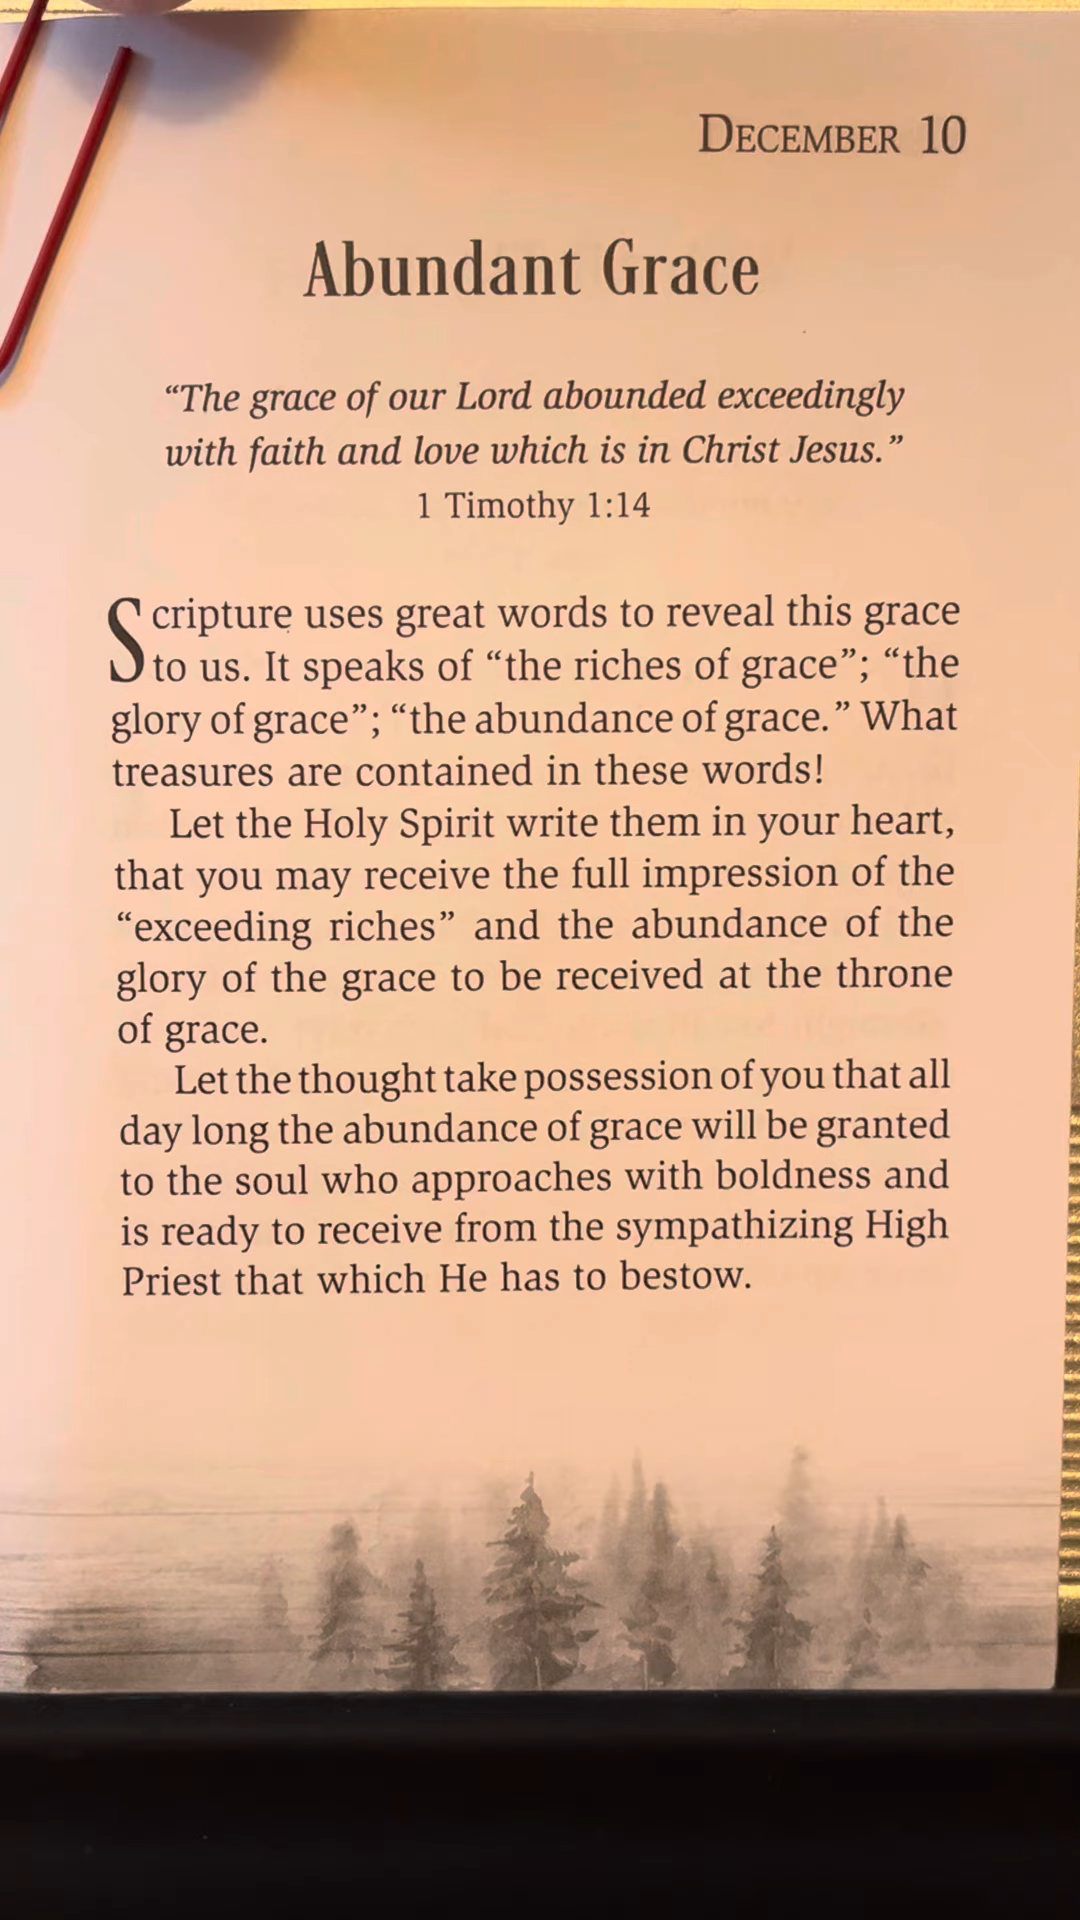 DECEMBER 10
Abundant Grace
“The grace of our Lord abounded exceedingly
with faith and love which is in Christ Jesus.”
1 Timothy 1:14
Scripture uses great words to reveal this grace
to us. It speaks of “the riches of grace”; “the
glory of grace”; “the abundance of grace.” What
treasures are contained in these words!
Let the Holy Spirit write them in your heart,
that you may receive the full impression of the
“exceeding riches” and the abundance of the
glory of the grace to be received at the throne
of grace.
Let the thought take possession of you that all
day long the abundance of grace will be granted
to the soul who approaches with boldness and
is ready to receive from the sympathizing High
Priest that which He has to bestow.